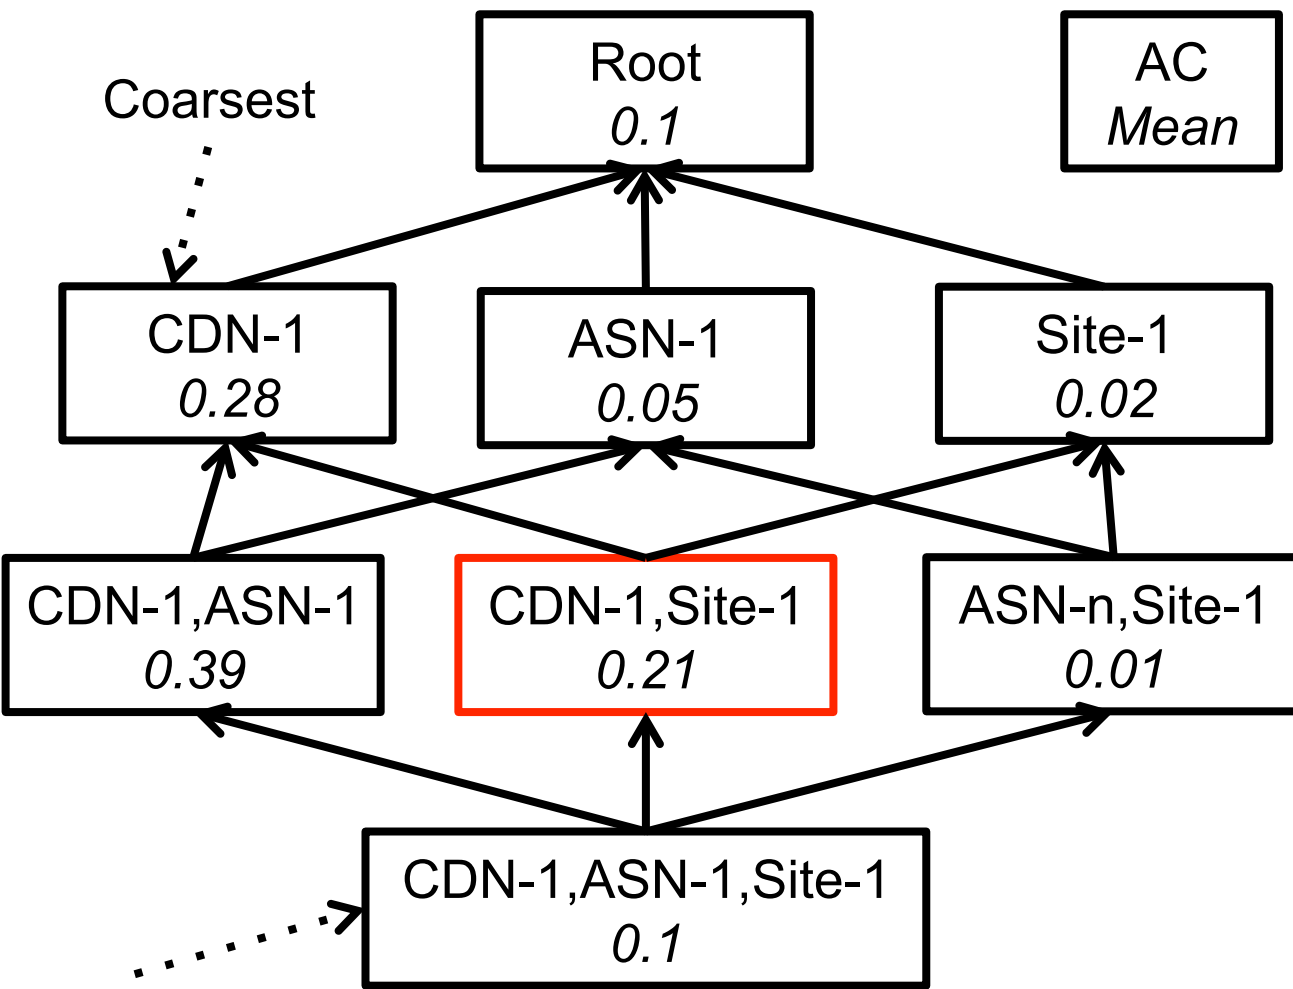 Root
0.1
AC
Mean
Coarsest
CDN-1
0.28
ASN-1
0.05
Site-1
0.02
CDN-1,ASN-1
0.39
CDN-1,Site-1
0.21
ASN-n,Site-1
0.01
CDN-1,ASN-1,Site-1
0.1